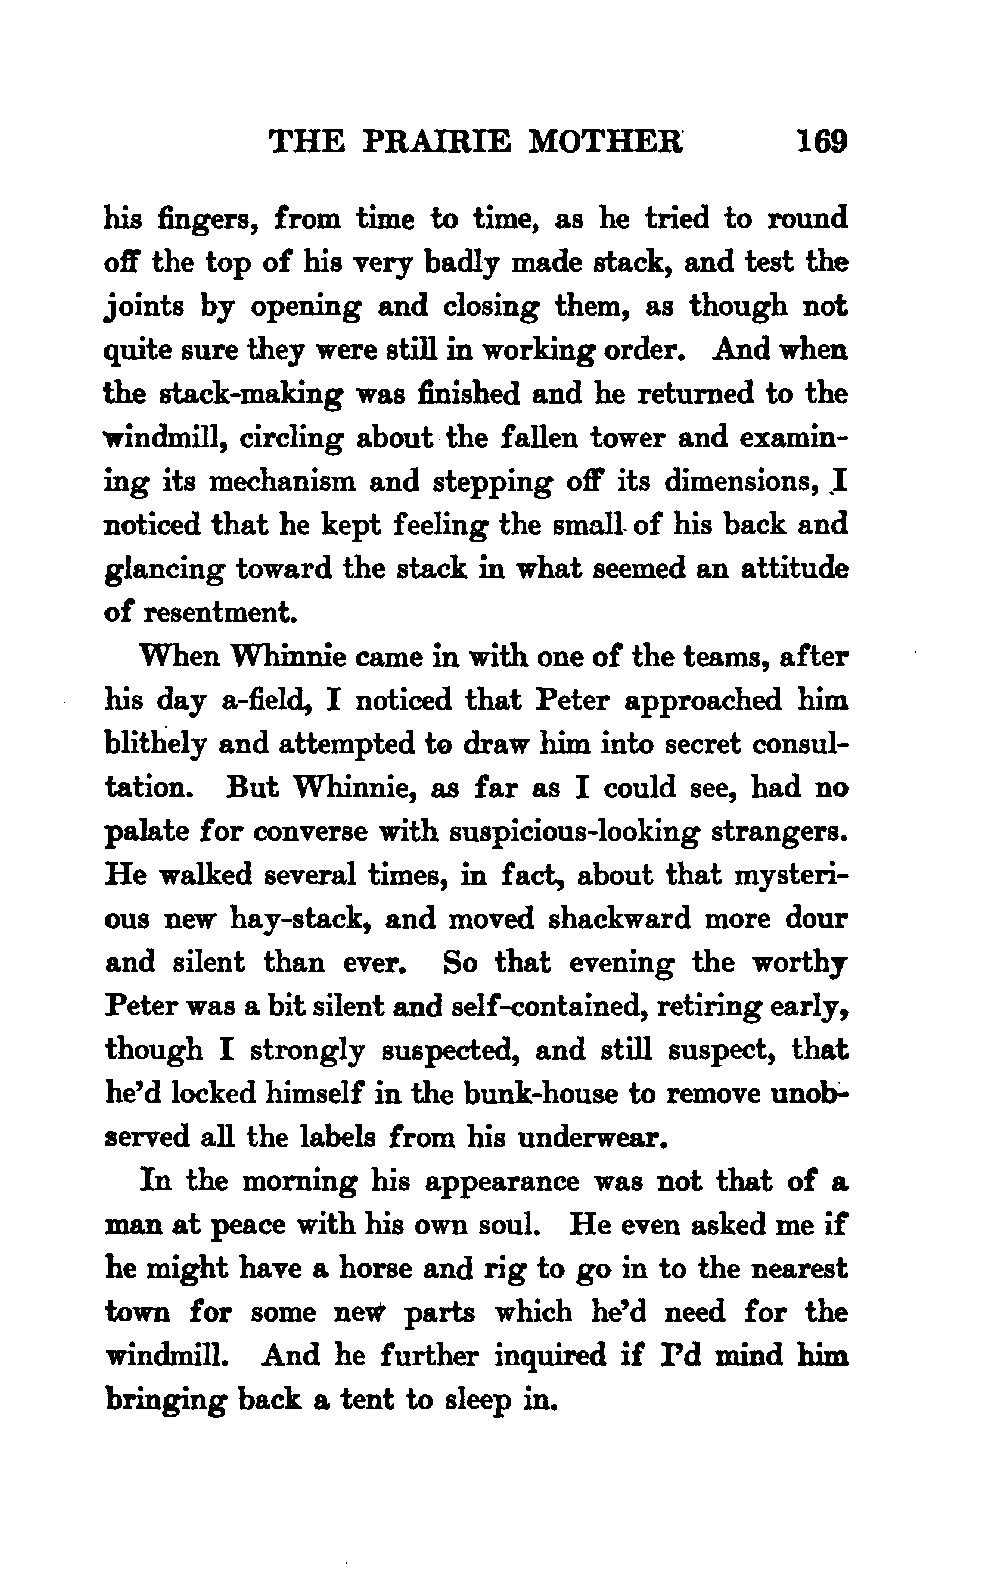 THE PRAIRIE MOTHER 169
his fingers, from time to time, as he tried to round
off the top of his very badly made stack, and test the
joints by opening and closing them, as though not
quite sure they were still in working order. And when
the stack-making was finished and he returned to the
windmill, circling about the fallen tower and examin-
ing its mechanism and stepping off its dimensions, I
noticed that he kept feeling the small of his back and
glancing toward the stack in what seemed an attitude
of resentment.
When Whinnie came in with one of the teams, after
his day a-field, I noticed that Peter approached him
blithely and attempted to draw him into secret consul-
tation. But Whinnie, as far as I could see, had no
palate for converse with suspicious-looking strangers.
He walked several times, in fact, about that mysteri-
ous new hay-stack, and moved shackward more dour
and silent than ever. So that evening the worthy
Peter was a bit silent and self-contained, retiring early,
though I strongly suspected, and still suspect, that
he'd locked himself in the bunk-house to remove unob-
served all the labels from his underwear.
In the morning his appearance was not that of a
man at peace with his own soul. He even asked me if
he might have a horse and rig to go in to the nearest
town for some new parts which he'd need for the
windmill. And he further inquired if I'd mind him
bringing back a tent to sleep in.